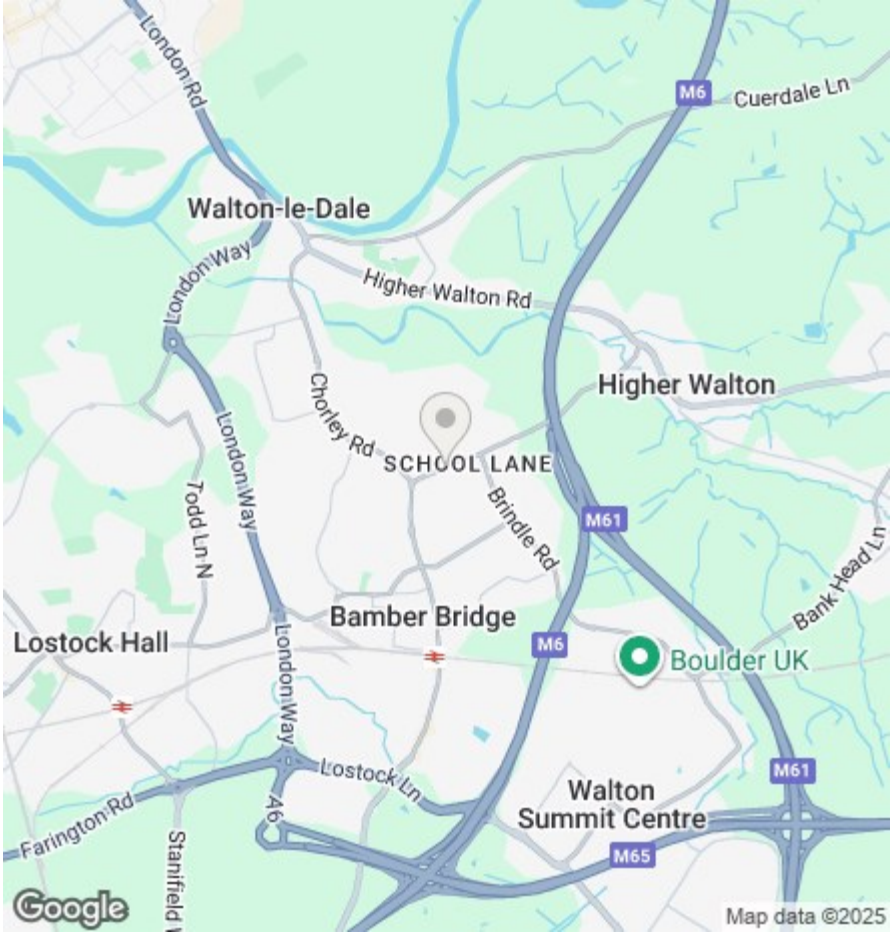 London Rd
M6
Cuerdale Ln
Walton-le-Dale
London Way
Higher Walton Rd
Higher Walton
Chorley Rd
SCHOOL LANE
London Way
Todd Ln N
Brindle Rd
M61
Bank Head Ln
Bamber Bridge
Lostock Hall
London Way
M6
Boulder UK
Lostock Ln
M61
Walton
Summit Centre
A6
Farington Rd
Stanifield
M65
Google
Map data ©2025